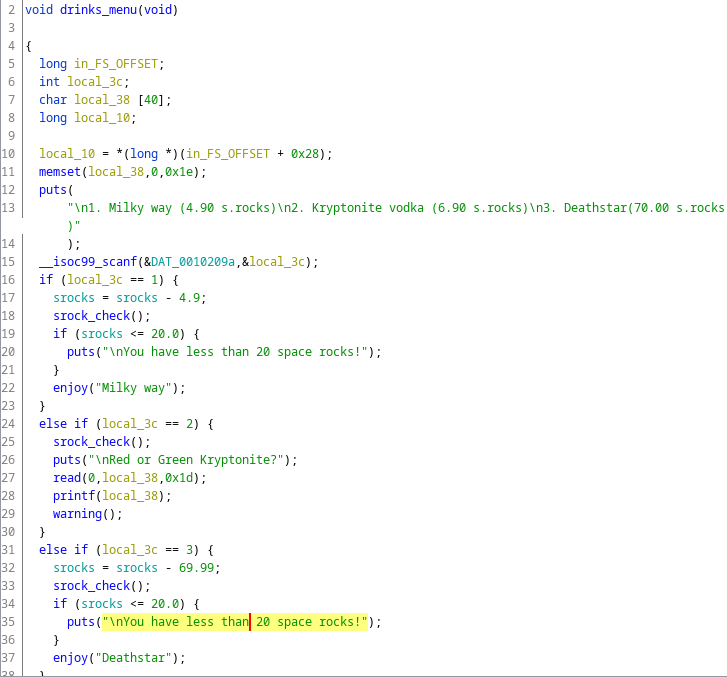 2 void drinks_menu(void)
3
4 {
5 long in_FS_OFFSET;
6 int local_3c;
7 char local_38 [40];
8 long local_10;
9
10 local_10 = *(long *)(in_FS_OFFSET + 0x28);
11 memset(local_38,0,0x1e);
12 puts(
13 "\n1. Milky way (4.90 s.rocks)\n2. Kryptonite vodka (6.90 s.rocks)\n3. Deathstar(70.00 s.rocks
)"
14 );
15 __isoc99_scanf(&DAT_0010209a,&local_3c);
16 if (local_3c == 1) {
17 srocks = srocks - 4.9;
18 srock_check();
19 if (srocks <= 20.0) {
20 puts("\nYou have less than 20 space rocks!");
21 }
22 enjoy("Milky way");
23 }
24 else if (local_3c == 2) {
25 srock_check();
26 puts("\nRed or Green Kryptonite?");
27 read(0,local_38,0x1d);
28 printf(local_38);
29 warning();
30 }
31 else if (local_3c == 3) {
32 srocks = srocks - 69.99;
33 srock_check();
34 if (srocks <= 20.0) {
35 puts("\nYou have less than 20 space rocks!");
36 }
37 enjoy("Deathstar");
38 }